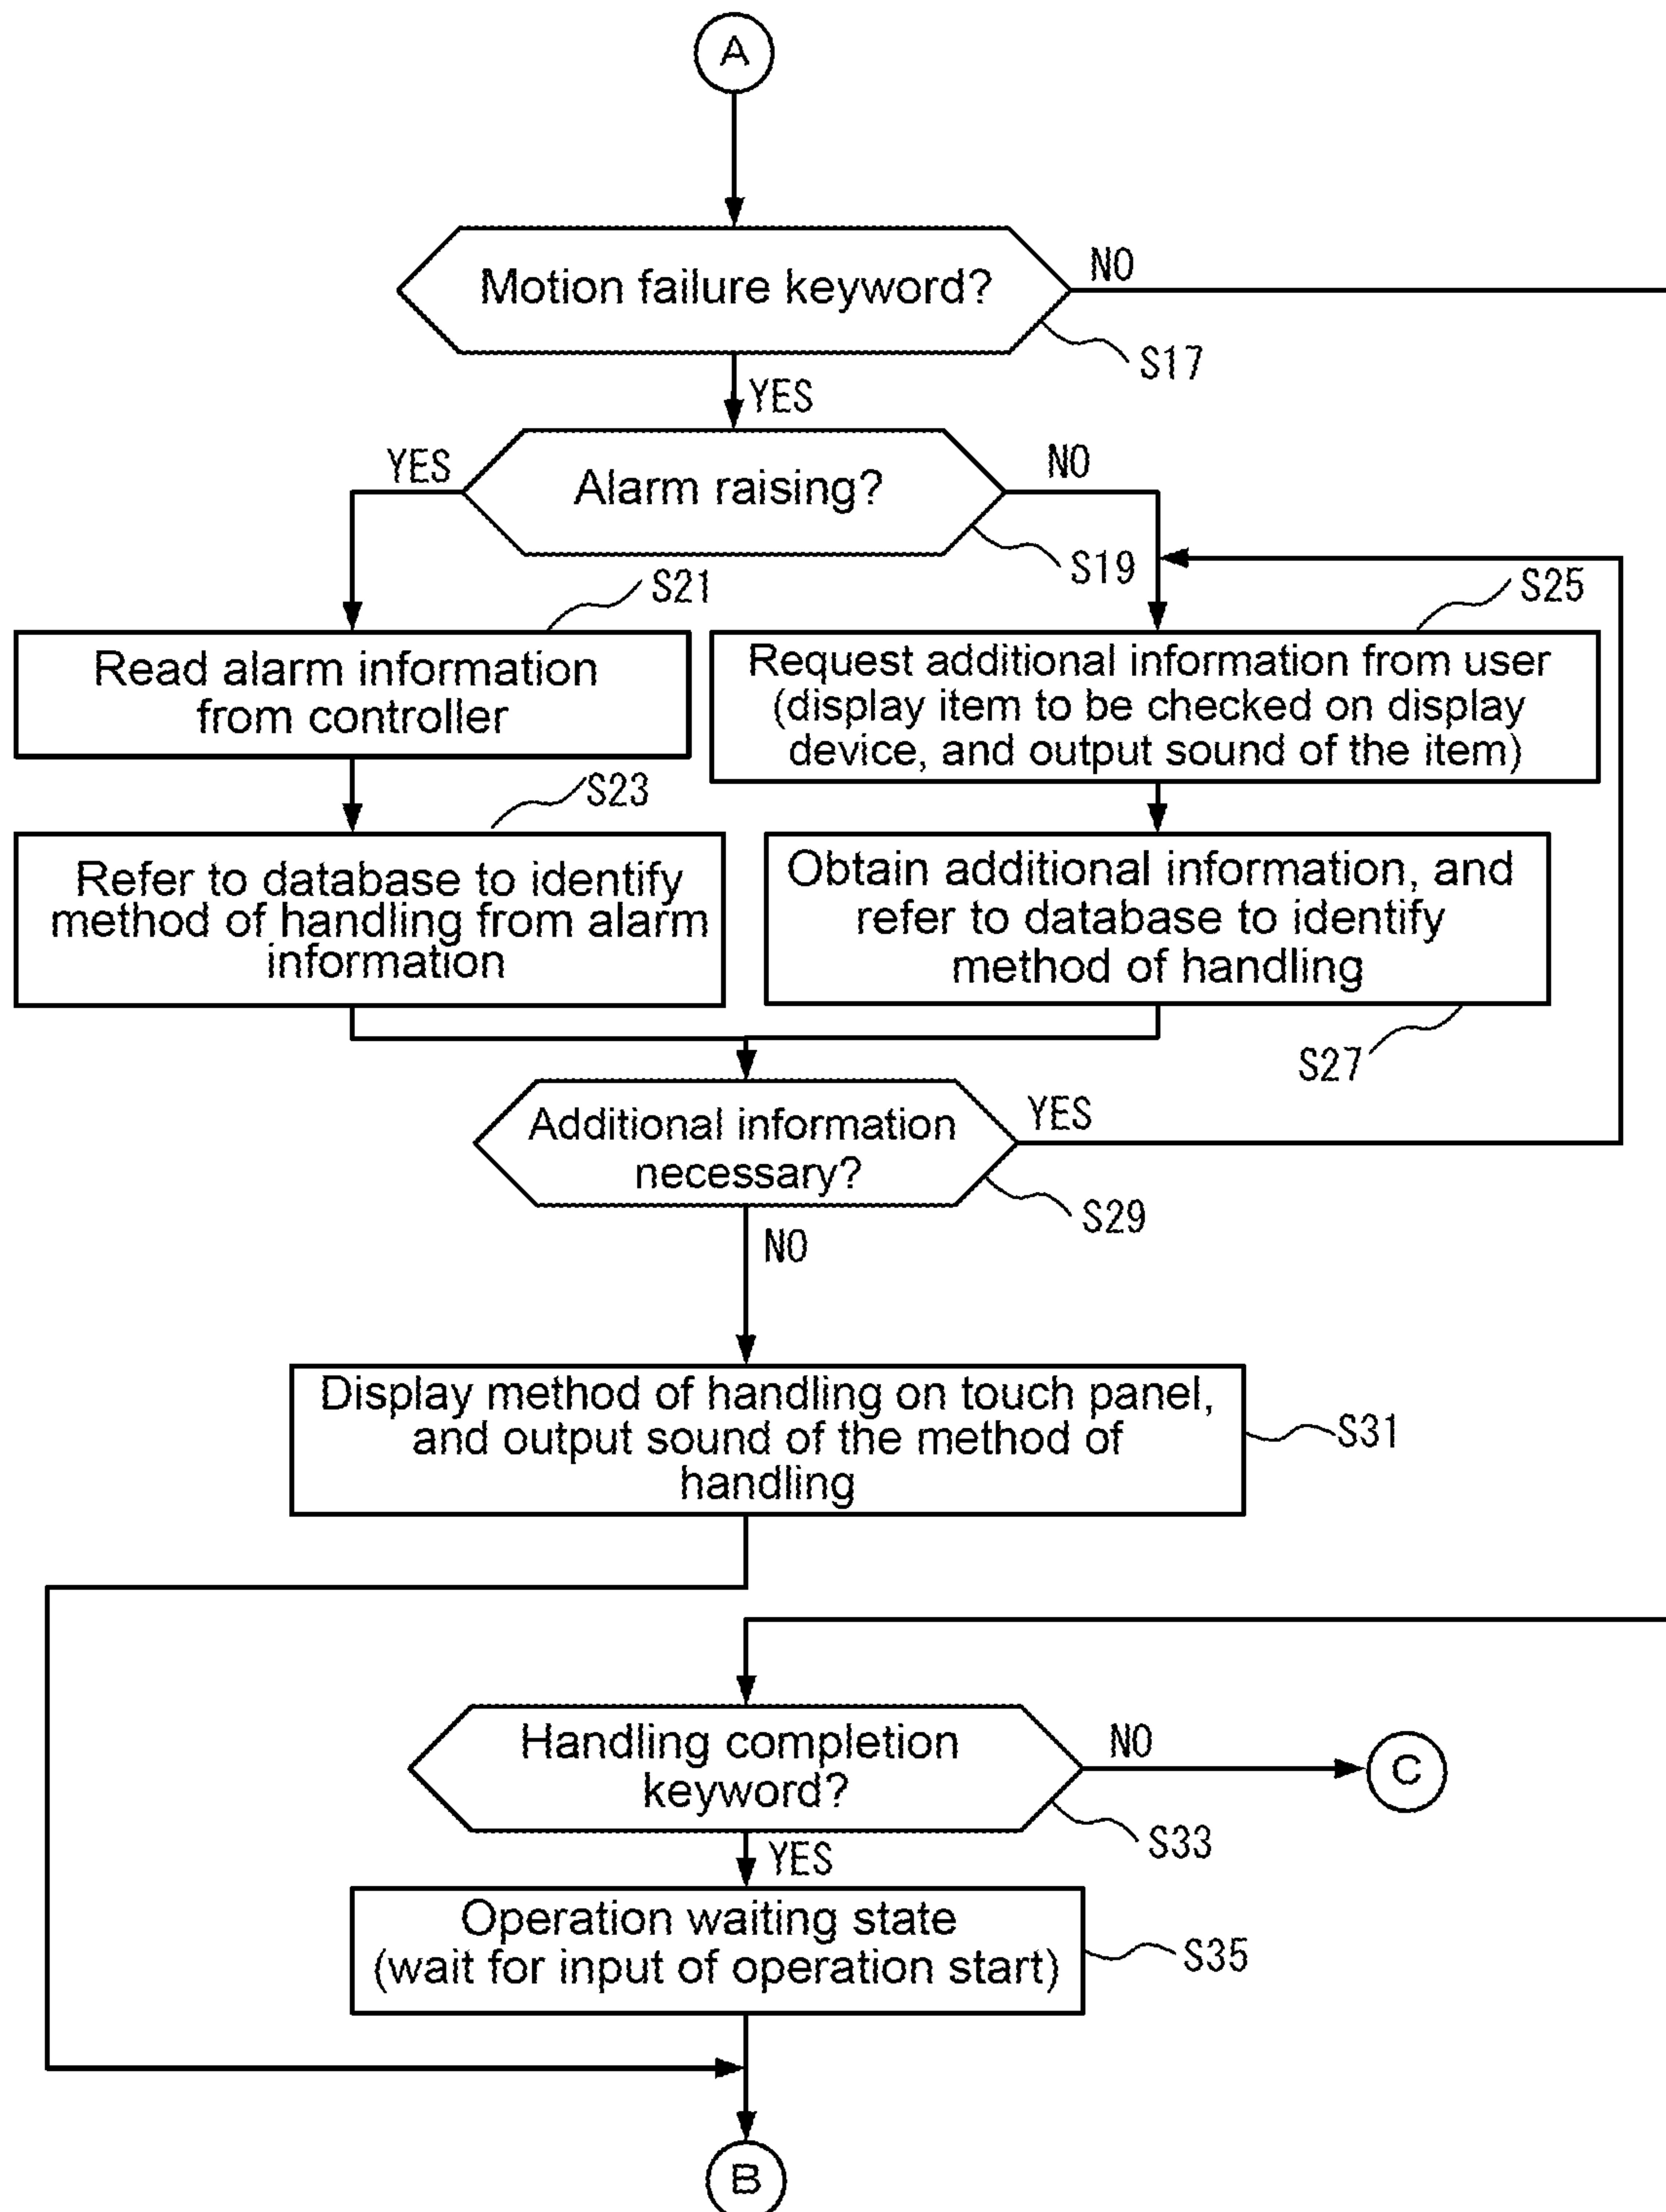 A
Motion failure keyword?
NO
S17
YES
YES
Alarm raising?
NO
S19
S21
Read alarm information
from controller
S25
Request additional information from user
(display item to be checked on display
device, and output sound of the item)
S23
Refer to database to identify
method of handling from alarm
information
Obtain additional information, and
refer to database to identify
method of handling
S27
Additional information
necessary?
YES
S29
NO
Display method of handling on touch panel,
and output sound of the method of
handling
S31
Handling completion
keyword?
NO
C
S33
YES
Operation waiting state
(wait for input of operation start)
S35
B